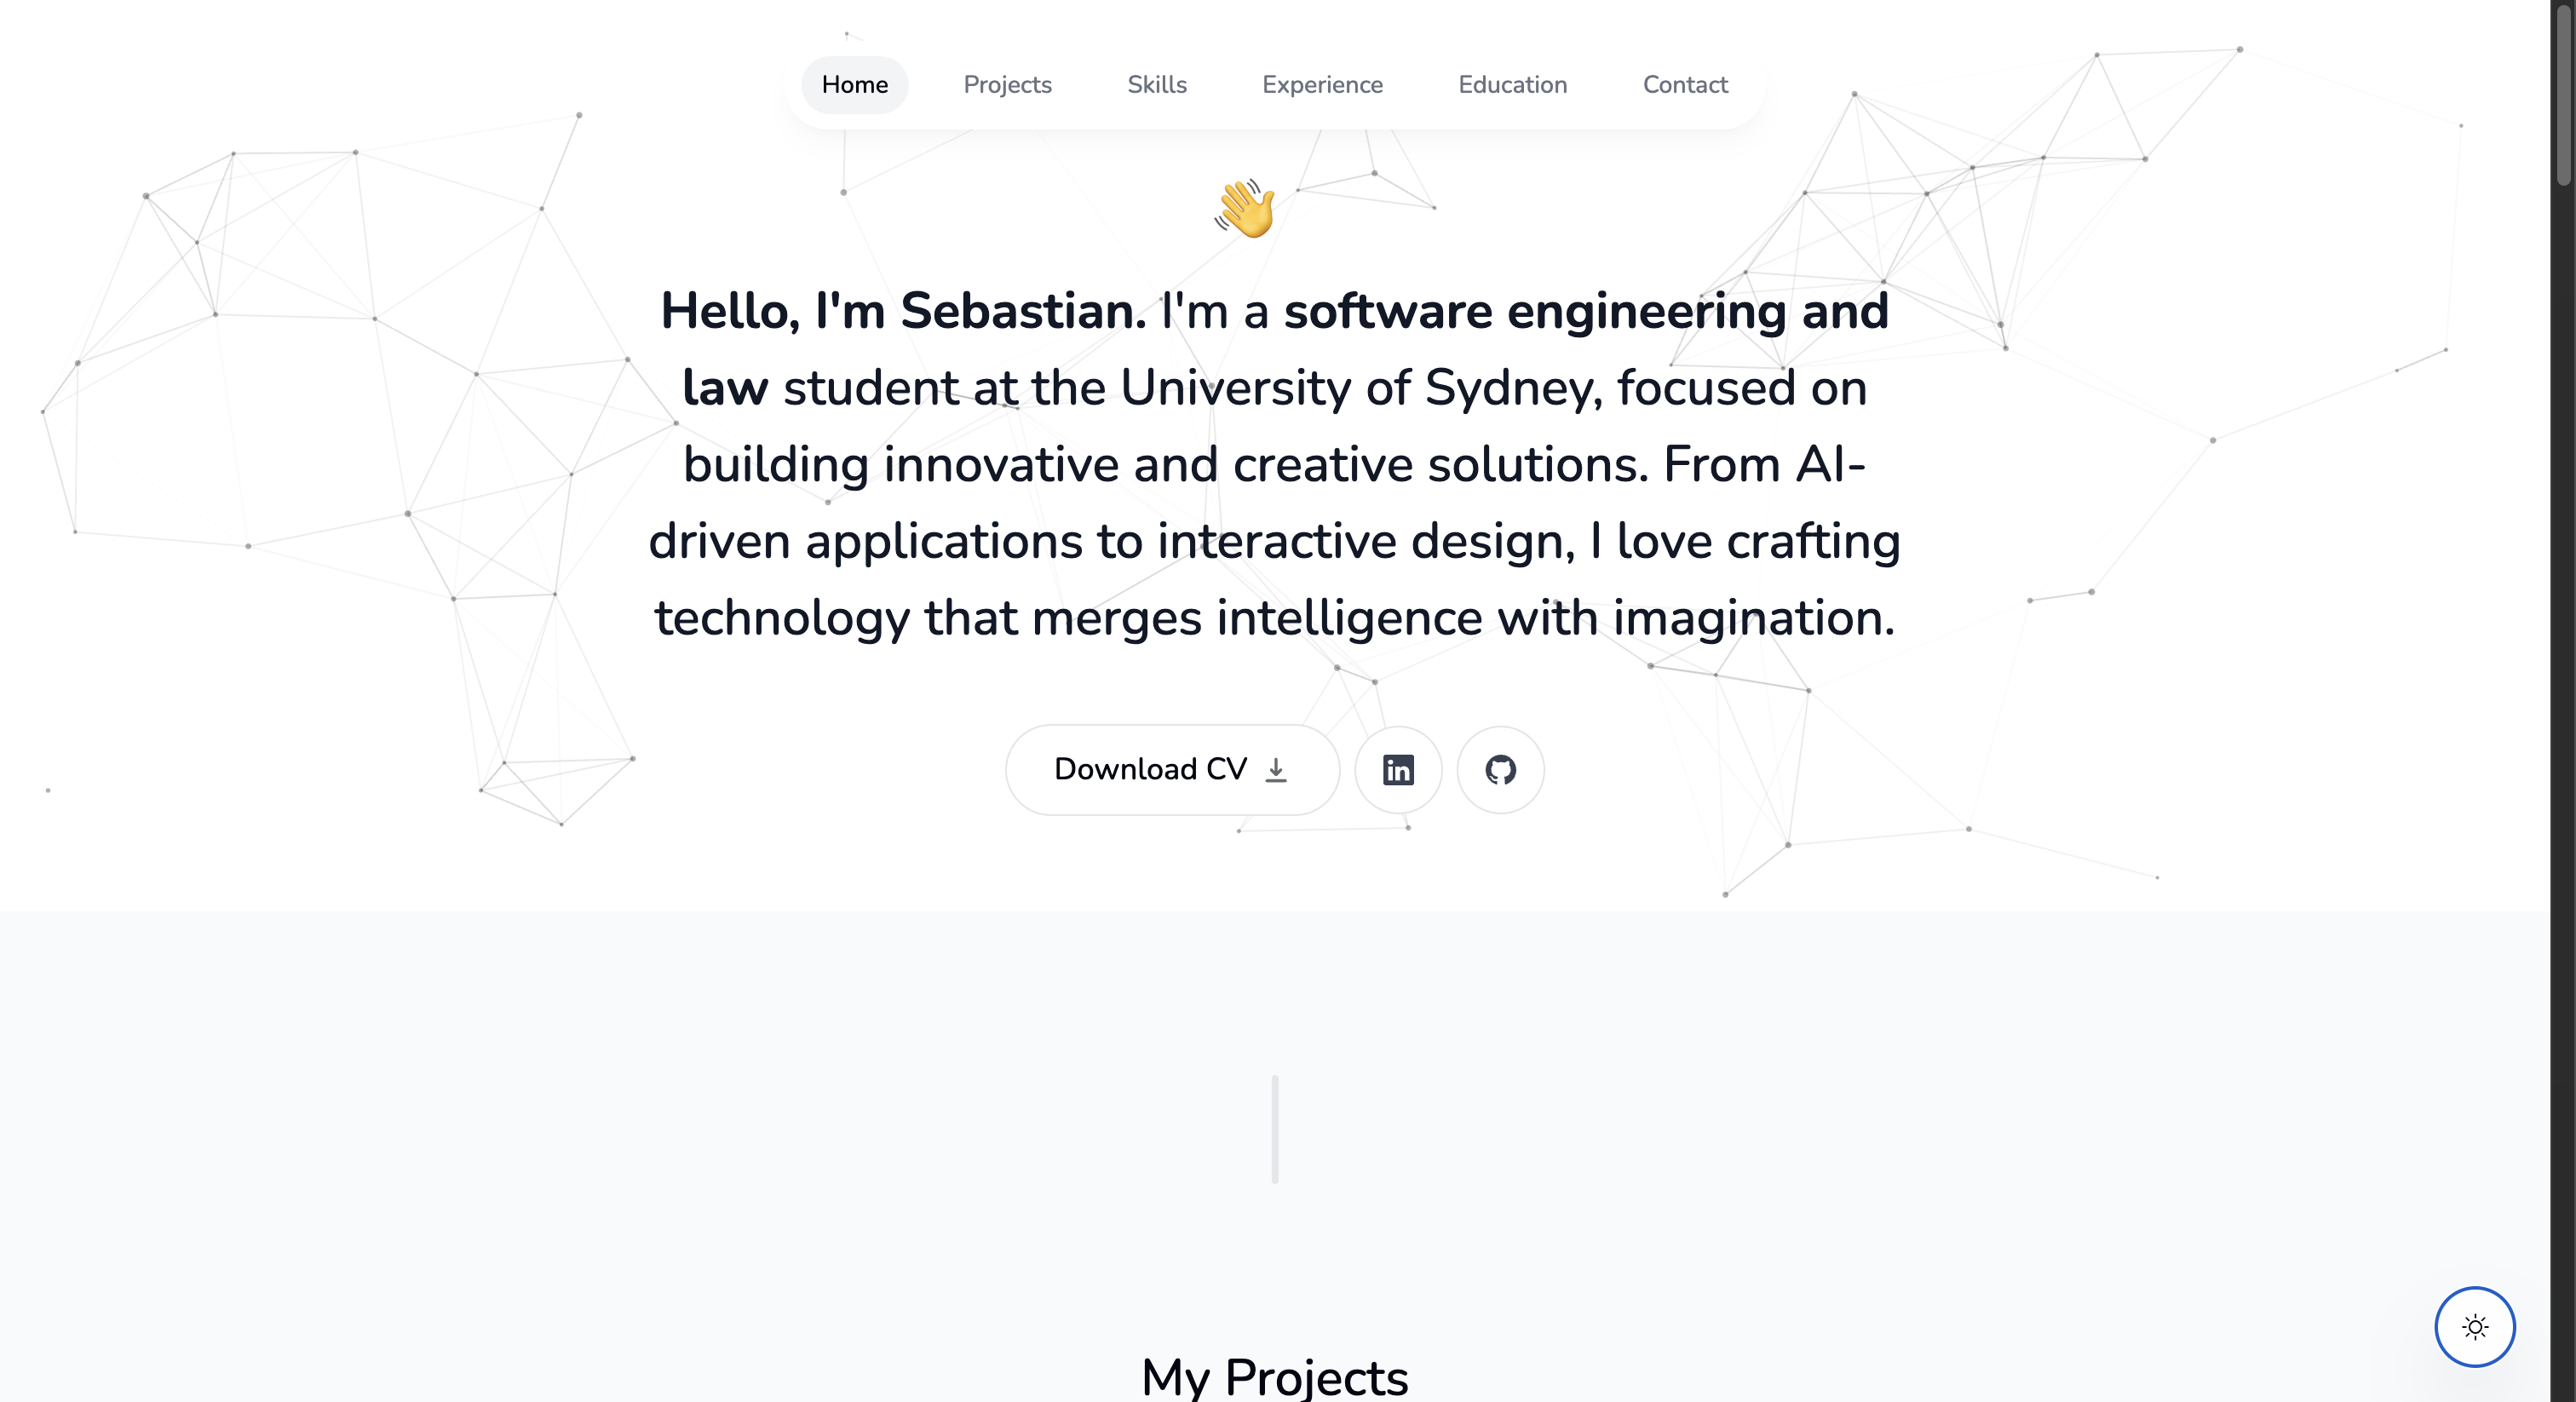 Home Projects Skills Experience Education Contact
Hello, I'm Sebastian. I'm a software engineering and
law student at the University of Sydney, focused on
building innovative and creative solutions. From AI-
driven applications to interactive design, I love crafting
technology that merges intelligence with imagination.
Download CV
in
My Projects